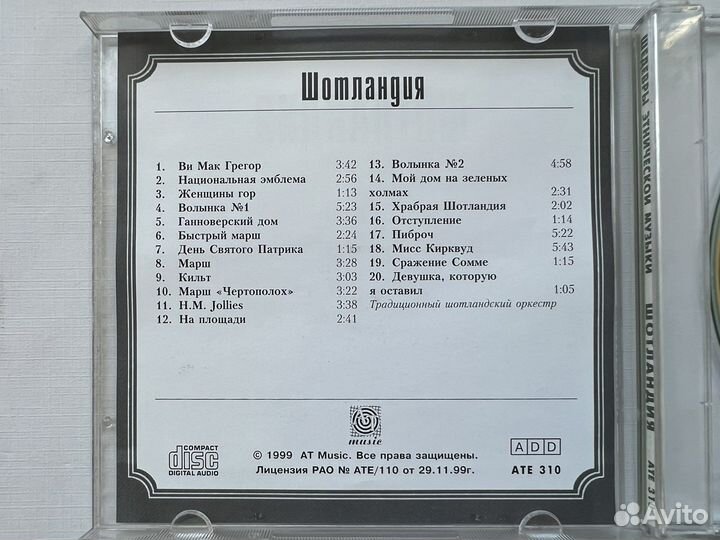 Шотландия
1. Ви Мак Грегор 3:42
2. Национальная эмблема 2:56
3. Женщины гор 1:13
4. Волынка №1 5:23
5. Ганноверский дом 3:36
6. Быстрый марш 2:24
7. День Святого Патрика 1:15
8. Марш 3:28
9. Кильт 3:03
10. Марш «Чертополох» 3:22
11. H.M. Jollies 3:38
12. На площади 2:41
13. Волынка №2 4:58
14. Мой дом на зеленых
холмах 2:31
15. Храбрая Шотландия 2:02
16. Отступление 1:14
17. Пиброч 5:22
18. Мисс Кирквуд 5:43
19. Сражение Сомме 1:15
20. Девушка, которую
я оставил 1:05
Традиционный шотландский оркестр
music
COMPACT
disc
DIGITAL AUDIO
© 1999 AT Music. Все права защищены.
Лицензия РАО № ATE/110 от 29.11.99г.
ADD
ATE 310
ШЕДЕВРЫ ЭТНИЧЕСКОЙ МУЗЫКИ ШОТЛАНДИЯ ATE
Avito